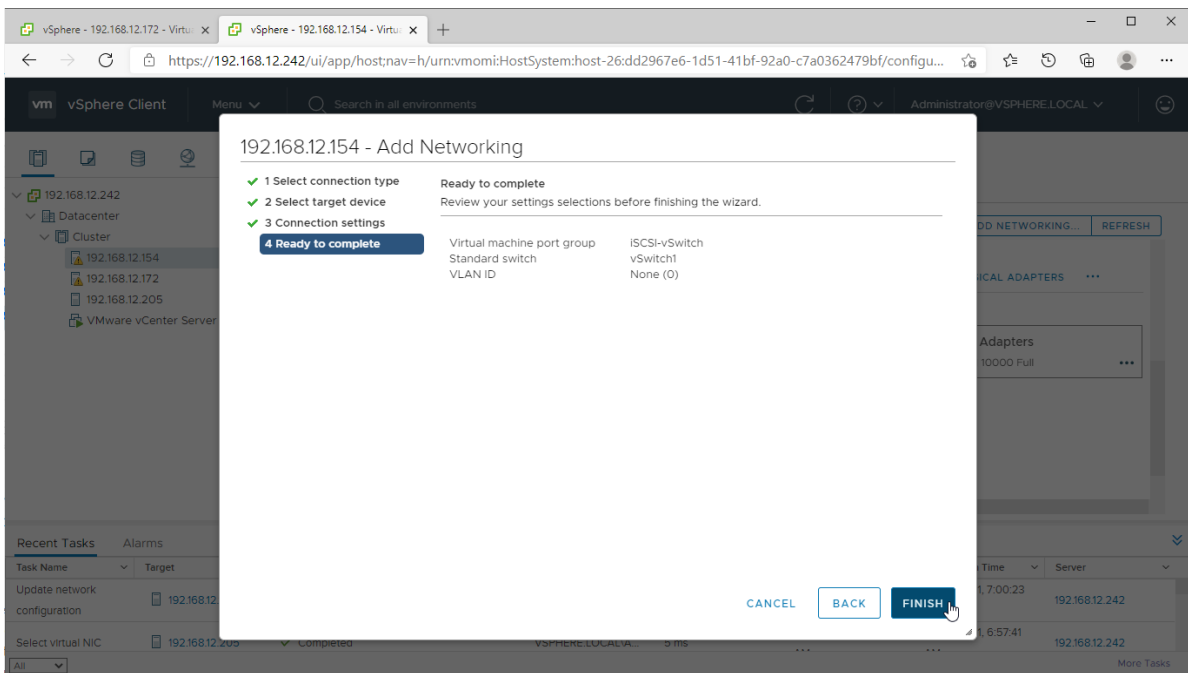 vSphere - 192.168.12.172 - Virtu
vSphere - 192.168.12.154 - Virtu
https://192.168.12.242/ui/app/host;nav=h/urn:vmomi:HostSystem:host-26:dd2967e6-1d51-41bf-92a0-c7a0362479bf/configu...
vm vSphere Client Menu Search in all environments Administrator@VSPHERE.LOCAL
192.168.12.154 - Add Networking
1 Select connection type
2 Select target device
3 Connection settings
4 Ready to complete
Ready to complete
Review your settings selections before finishing the wizard.
Virtual machine port group iSCSI-vSwitch
Standard switch vSwitch1
VLAN ID None (0)
CANCEL BACK FINISH
192.168.12.242
Datacenter
Cluster
192.168.12.154
192.168.12.172
192.168.12.205
VMware vCenter Server
DD NETWORKING... REFRESH
ICAL ADAPTERS ...
Adapters
10000 Full ...
Recent Tasks Alarms
Task Name Target Time Server
Update network configuration 192.168.12. 1, 7:00:23 192.168.12.242
Select virtual NIC 192.168.12.205 Completed VSPHERE.LOCAL\A... 5 ms 1, 6:57:41 192.168.12.242
All More Tasks